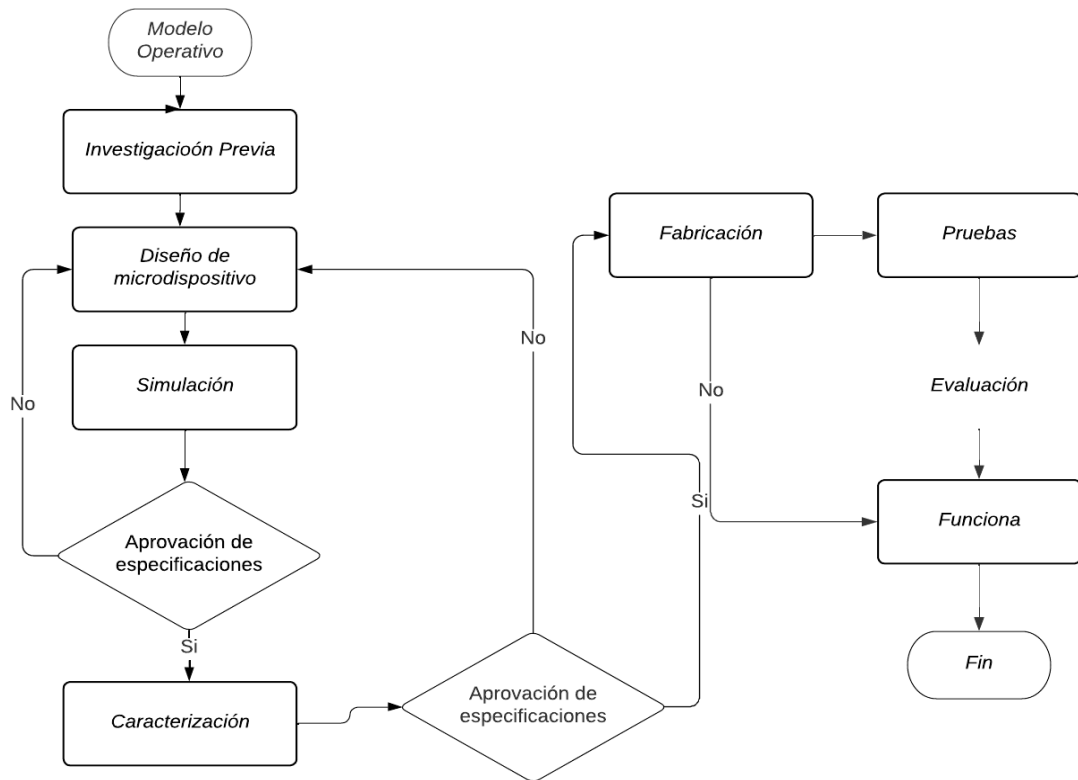 Modelo
Operativo
Investigacioón Previa
Diseño de
microdispositivo
Simulación
No
Aprovación de
especificaciones
Si
Caracterización
Aprovación de
especificaciones
No
Si
Fabricación
Pruebas
No
Evaluación
Funciona
Fin